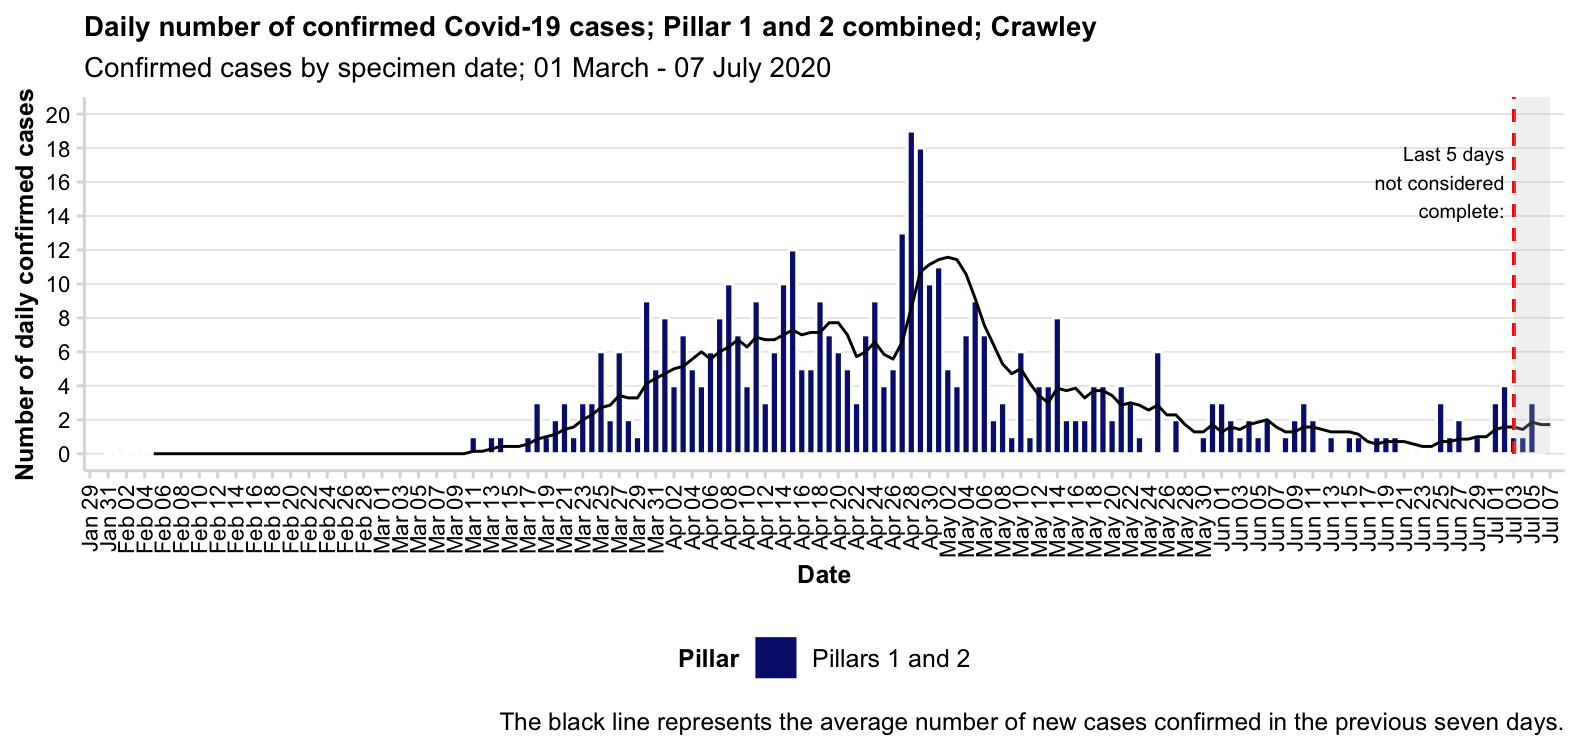 Daily number of confirmed Covid-19 cases; Pillar 1 and 2 combined; Crawley
Confirmed cases by specimen date; 01 March - 07 July 2020
Number of daily confirmed cases
20
18
16
14
12
10
8
6
4
2
0
Last 5 days
not considered
complete:
Jan 29
Jan 31
Feb 02
Feb 04
Feb 06
Feb 08
Feb 10
Feb 12
Feb 14
Feb 16
Feb 18
Feb 20
Feb 22
Feb 24
Feb 26
Feb 28
Mar 01
Mar 03
Mar 05
Mar 07
Mar 09
Mar 11
Mar 13
Mar 15
Mar 17
Mar 19
Mar 21
Mar 23
Mar 25
Mar 27
Mar 29
Mar 31
Apr 02
Apr 04
Apr 06
Apr 08
Apr 10
Apr 12
Apr 14
Apr 16
Apr 18
Apr 20
Apr 22
Apr 24
Apr 26
Apr 28
Apr 30
May 02
May 04
May 06
May 08
May 10
May 12
May 14
May 16
May 18
May 20
May 22
May 24
May 26
May 28
May 30
Jun 01
Jun 03
Jun 05
Jun 07
Jun 09
Jun 11
Jun 13
Jun 15
Jun 17
Jun 19
Jun 21
Jun 23
Jun 25
Jun 27
Jun 29
Jul 01
Jul 03
Jul 05
Jul 07
Date
Pillar
Pillars 1 and 2
The black line represents the average number of new cases confirmed in the previous seven days.